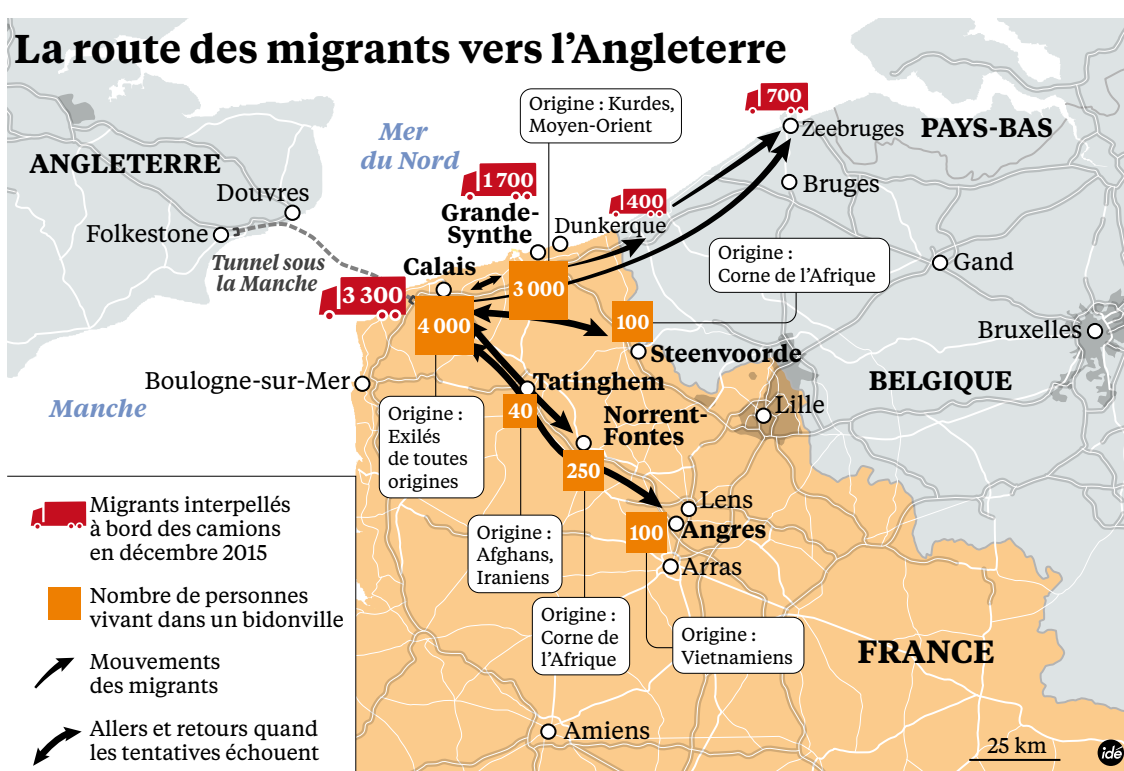 La route des migrants vers l'Angleterre
Origine : Kurdes,
Moyen-Orient
700
Zeebruges
PAYS-BAS
Mer
du Nord
ANGLETERRE
Douvres
Folkestone
Tunnel sous
la Manche
1 700
Grande-
Synthe
Dunkerque
400
Bruges
Origine :
Corne de l'Afrique
Gand
Calais
3 300
4 000
3 000
100
Steenvoorde
Bruxelles
BELGIQUE
Boulogne-sur-Mer
Manche
Tatinghem
40
Norrent-
Fontes
Lille
Origine :
Exilés
de toutes
origines
250
Lens
100
Angres
Arras
Origine :
Afghans,
Iraniens
Origine :
Corne de
l'Afrique
Origine :
Vietnamiens
FRANCE
Amiens
25 km
idé
Migrants interpellés
à bord des camions
en décembre 2015
Nombre de personnes
vivant dans un bidonville
Mouvements
des migrants
Allers et retours quand
les tentatives échouent